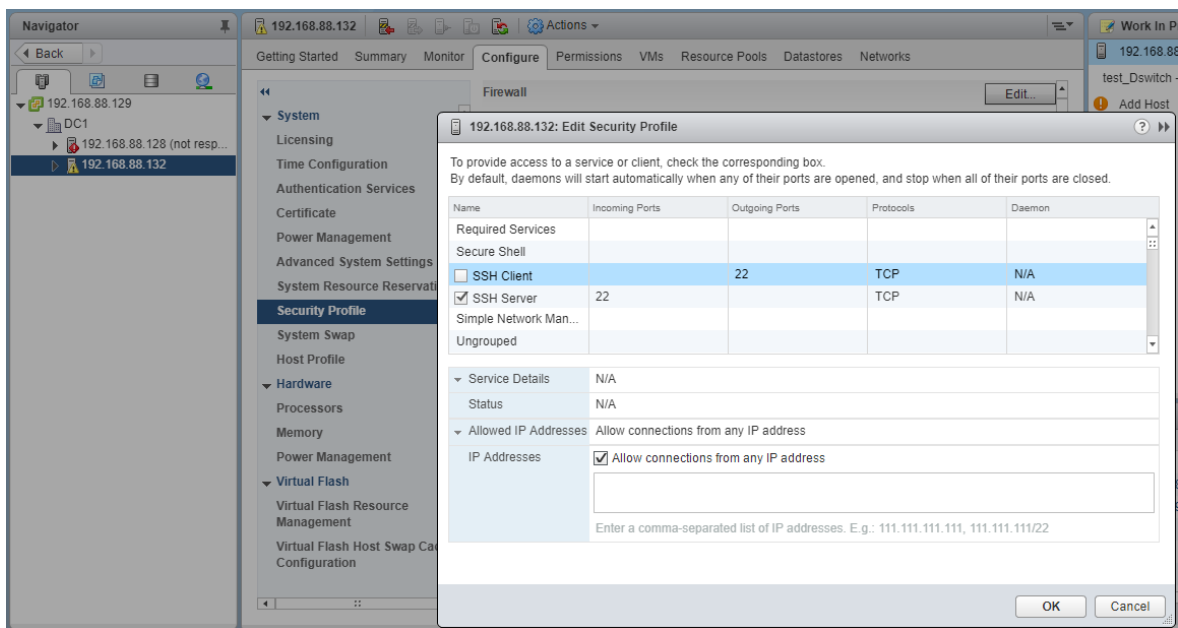 Navigator
192.168.88.132
Actions
Work In P
Back
Getting Started Summary Monitor Configure Permissions VMs Resource Pools Datastores Networks
192.168.88
test_Dswitch -
Add Host
192.168.88.129
DC1
192.168.88.128 (not resp...
192.168.88.132
System
Licensing
Time Configuration
Authentication Services
Certificate
Power Management
Advanced System Settings
System Resource Reservati
Security Profile
System Swap
Host Profile
Hardware
Processors
Memory
Power Management
Virtual Flash
Virtual Flash Resource
Management
Virtual Flash Host Swap Cac
Configuration
Firewall
Edit...
192.168.88.132: Edit Security Profile
To provide access to a service or client, check the corresponding box.
By default, daemons will start automatically when any of their ports are opened, and stop when all of their ports are closed.
Name Incoming Ports Outgoing Ports Protocols Daemon
Required Services
Secure Shell
SSH Client 22 TCP N/A
SSH Server 22 TCP N/A
Simple Network Man...
Ungrouped
Service Details N/A
Status N/A
Allowed IP Addresses Allow connections from any IP address
IP Addresses Allow connections from any IP address
Enter a comma-separated list of IP addresses. E.g.: 111.111.111.111, 111.111.111/22
OK Cancel